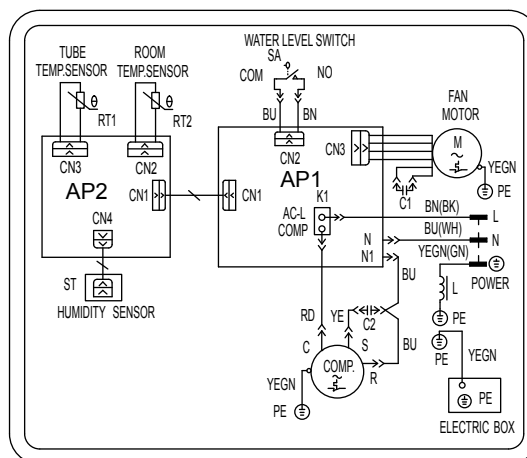 WATER LEVEL SWITCH
SA
COM
NO
BU
BN
TUBE
TEMP.SENSOR
ROOM
TEMP.SENSOR
θ
RT1
θ
RT2
CN3
CN2
AP2
CN1
CN4
ST
HUMIDITY SENSOR
CN1
CN2
AP1
CN3
K1
AC-L
COMP
N
N1
FAN
MOTOR
M
~
YEGN
PE
C1
BN(BK)
L
BU(WH)
N
YEGN(GN)
POWER
L
PE
BU
RD
YE
C2
C
S
R
BU
COMP.
~
YEGN
PE
PE
YEGN
PE
ELECTRIC BOX